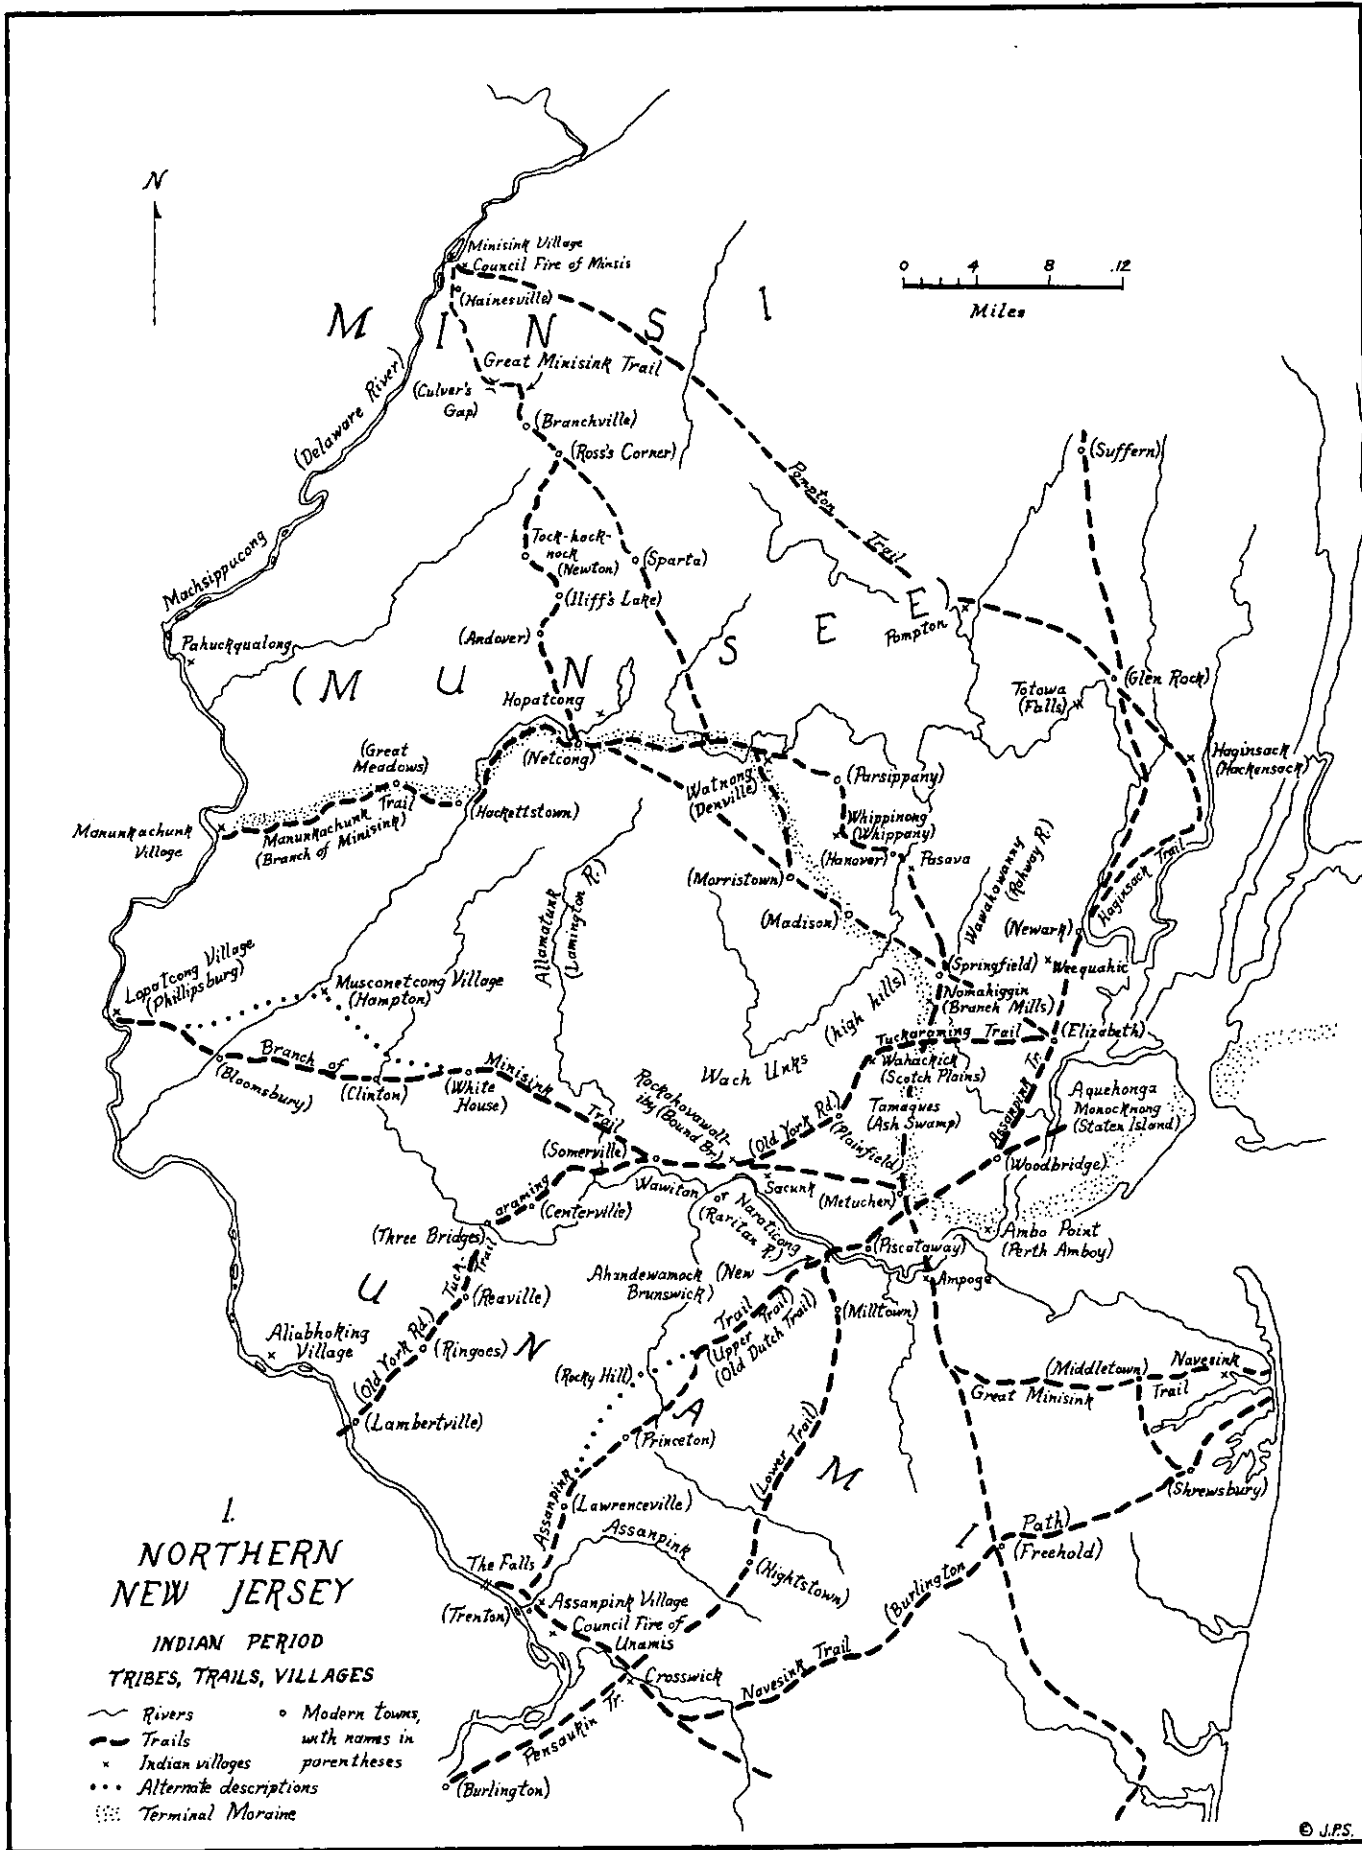 N
Minisink Village
Council Fire of Minsis
(Hainesville)
0 4 8 12
Miles
M I N S I
Great Minisink Trail
(Culver's
Gap)
(Delaware River)
(Branchville)
(Ross's Corner)
(Suffern)
Pompton
Trail
Machsippucong
Tock-hock-
nock
(Newton)
(Sparta)
(Iliff's Lake)
(Andover)
Pahuckqualong
(M U N S E E)
Pompton
(Glen Rock)
Totowa
(Falls)
Hopatcong
(Netcong)
Haginsack
(Hackensack)
(Great
Meadows)
(Hackettstown)
Manunkachunk
Village
Manunkachunk Trail
(Branch of Minisink)
Watnong
(Denville)
(Parsippany)
Whippinong
(Whippany)
(Hanover)
Pasava
(Morristown)
(Madison)
Wawahowanny
(Rahway R.)
Haginsack Trail
(Newark)
Weequahic
(Springfield)
Nomahiggin
(Branch Mills)
Allamatunk
(Lamington R.)
Lopatcong Village
(Phillipsburg)
Musconetcong Village
(Hampton)
(high hills)
Wach Unks
Tuckaraming Trail
(Elizabeth)
Wahackick
(Scotch Plains)
Branch of
Minisink
Trail
(Bloomsbury)
(Clinton)
(White
House)
Tamaques
(Ash Swamp)
Assanpink Tr.
Aquehonga
Monocknong
(Staten Island)
Rockahovawall-
iby (Bound Br.)
(Old York Rd.)
(Plainfield)
(Woodbridge)
(Somerville)
Sacunk
(Metuchen)
Wawitan
or Naraticong
(Raritan R.)
araming
(Centerville)
(Three Bridges)
Tuck-
Trail
Ambo Point
(Perth Amboy)
(Piscataway)
Ahandewamock (New
Brunswick)
Ampoge
(Reaville)
(Milltown)
Trail
(Upper Trail)
(Old Dutch Trail)
Aliabhoking
Village
(Old York Rd.)
(Ringoes)
U N A M I
(Rocky Hill)
(Middletown)
Navesink
Great Minisink
Trail
(Lambertville)
(Princeton)
(Lower Trail)
(Shrewsbury)
Assanpink
(Lawrenceville)
Assanpink
Path)
(Freehold)
(Burlington
(Hightstown)
The Falls
(Trenton)
Assanpink Village
Council Fire of
Unamis
Crosswick
Navesink Trail
Pensaukin Tr.
(Burlington)
1.
NORTHERN
NEW JERSEY
INDIAN PERIOD
TRIBES, TRAILS, VILLAGES
Rivers
Trails
Indian villages
Alternate descriptions
Terminal Moraine
Modern towns,
with names in
parentheses
© J.P.S.